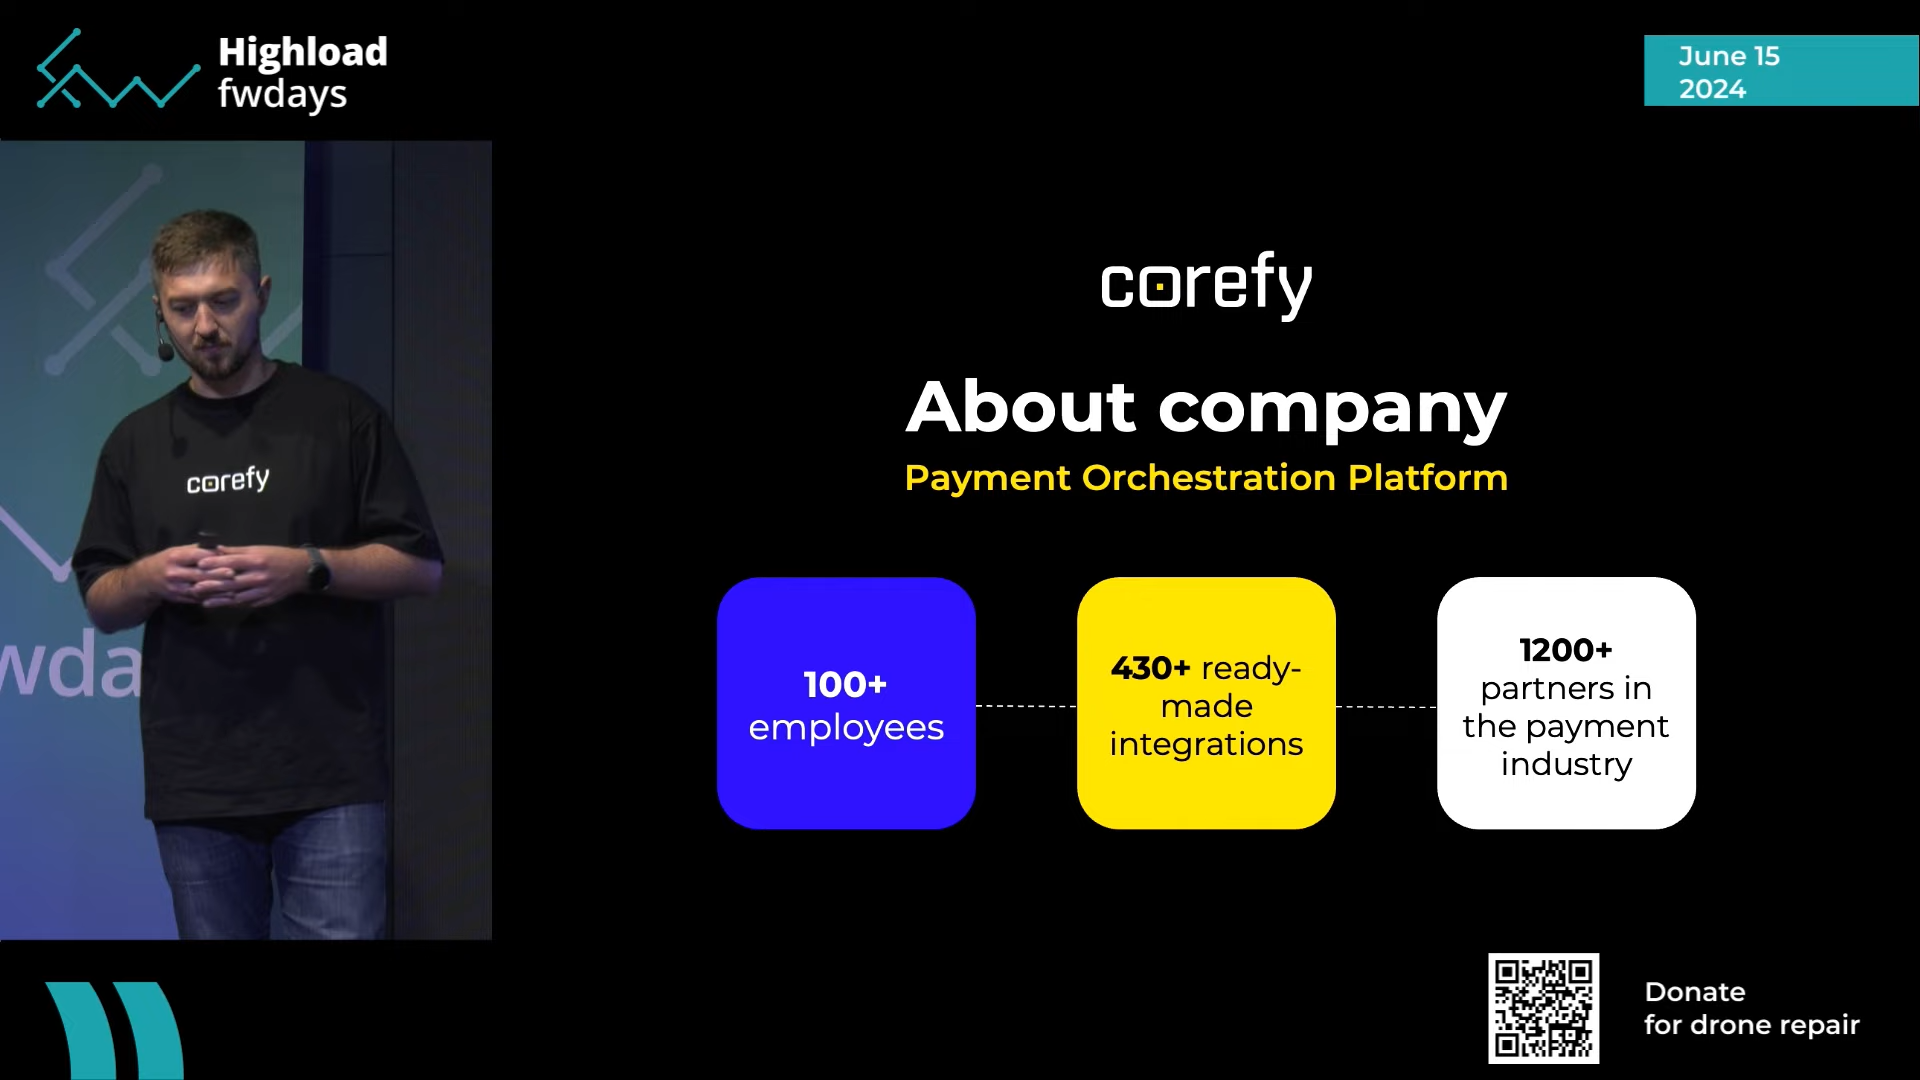 Highload
fwdays
June 15
2024
corefy
About company
Payment Orchestration Platform
corefy
100+
employees
430+ ready-
made
integrations
1200+
partners in
the payment
industry
wda
Donate
for drone repair